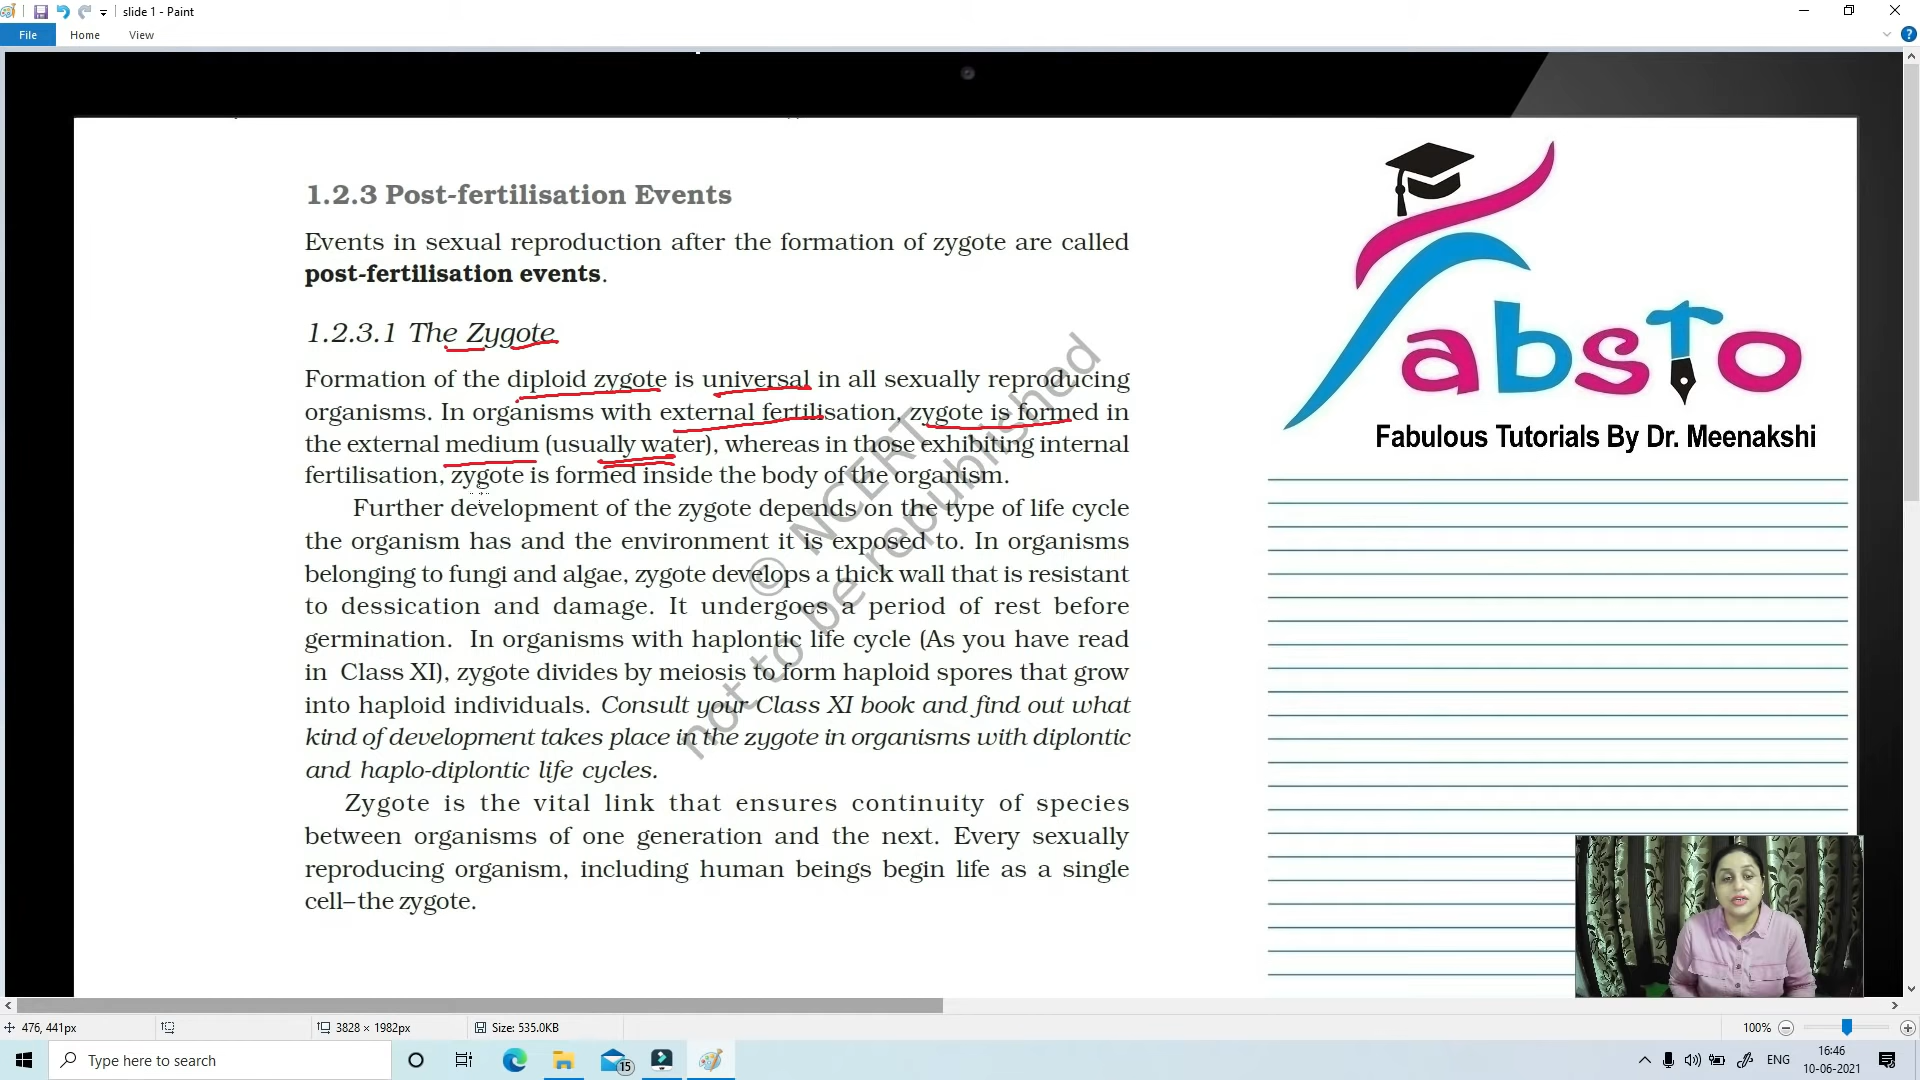 slide 1 - Paint
File Home View
1.2.3 Post-fertilisation Events
Events in sexual reproduction after the formation of zygote are called
post-fertilisation events.
1.2.3.1 The Zygote
Formation of the diploid zygote is universal in all sexually reproducing
organisms. In organisms with external fertilisation, zygote is formed in
the external medium (usually water), whereas in those exhibiting internal
fertilisation, zygote is formed inside the body of the organism.
Further development of the zygote depends on the type of life cycle
the organism has and the environment it is exposed to. In organisms
belonging to fungi and algae, zygote develops a thick wall that is resistant
to dessication and damage. It undergoes a period of rest before
germination. In organisms with haplontic life cycle (As you have read
in Class XI), zygote divides by meiosis to form haploid spores that grow
into haploid individuals. Consult your Class XI book and find out what
kind of development takes place in the zygote in organisms with diplontic
and haplo-diplontic life cycles.
Zygote is the vital link that ensures continuity of species
between organisms of one generation and the next. Every sexually
reproducing organism, including human beings begin life as a single
cell–the zygote.
© NCERT
not to be republished
absTo
Fabulous Tutorials By Dr. Meenakshi
476, 441px 3828 × 1982px Size: 535.0KB 100%
Type here to search 15 ENG 16:46
10-06-2021